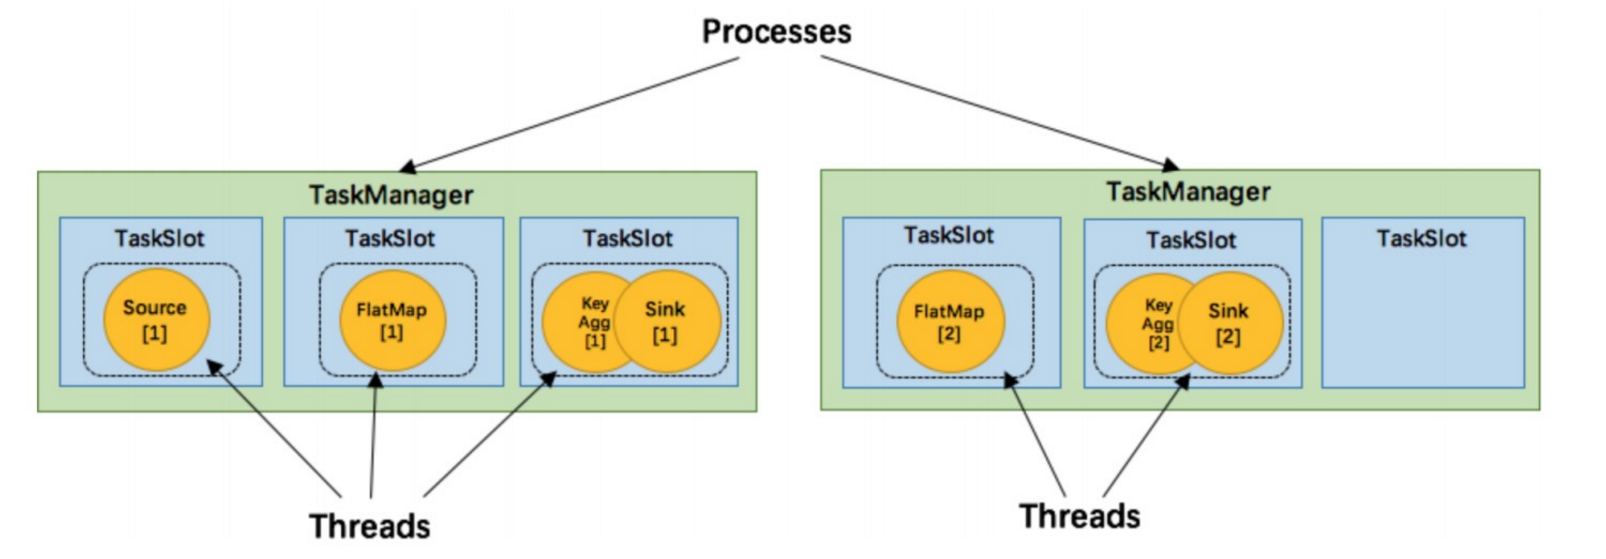 Processes
TaskManager
TaskSlot
Source
[1]
TaskSlot
FlatMap
[1]
TaskSlot
Key
Agg
[1]
Sink
[1]
Threads
TaskManager
TaskSlot
FlatMap
[2]
TaskSlot
Key
Agg
[2]
Sink
[2]
TaskSlot
Threads